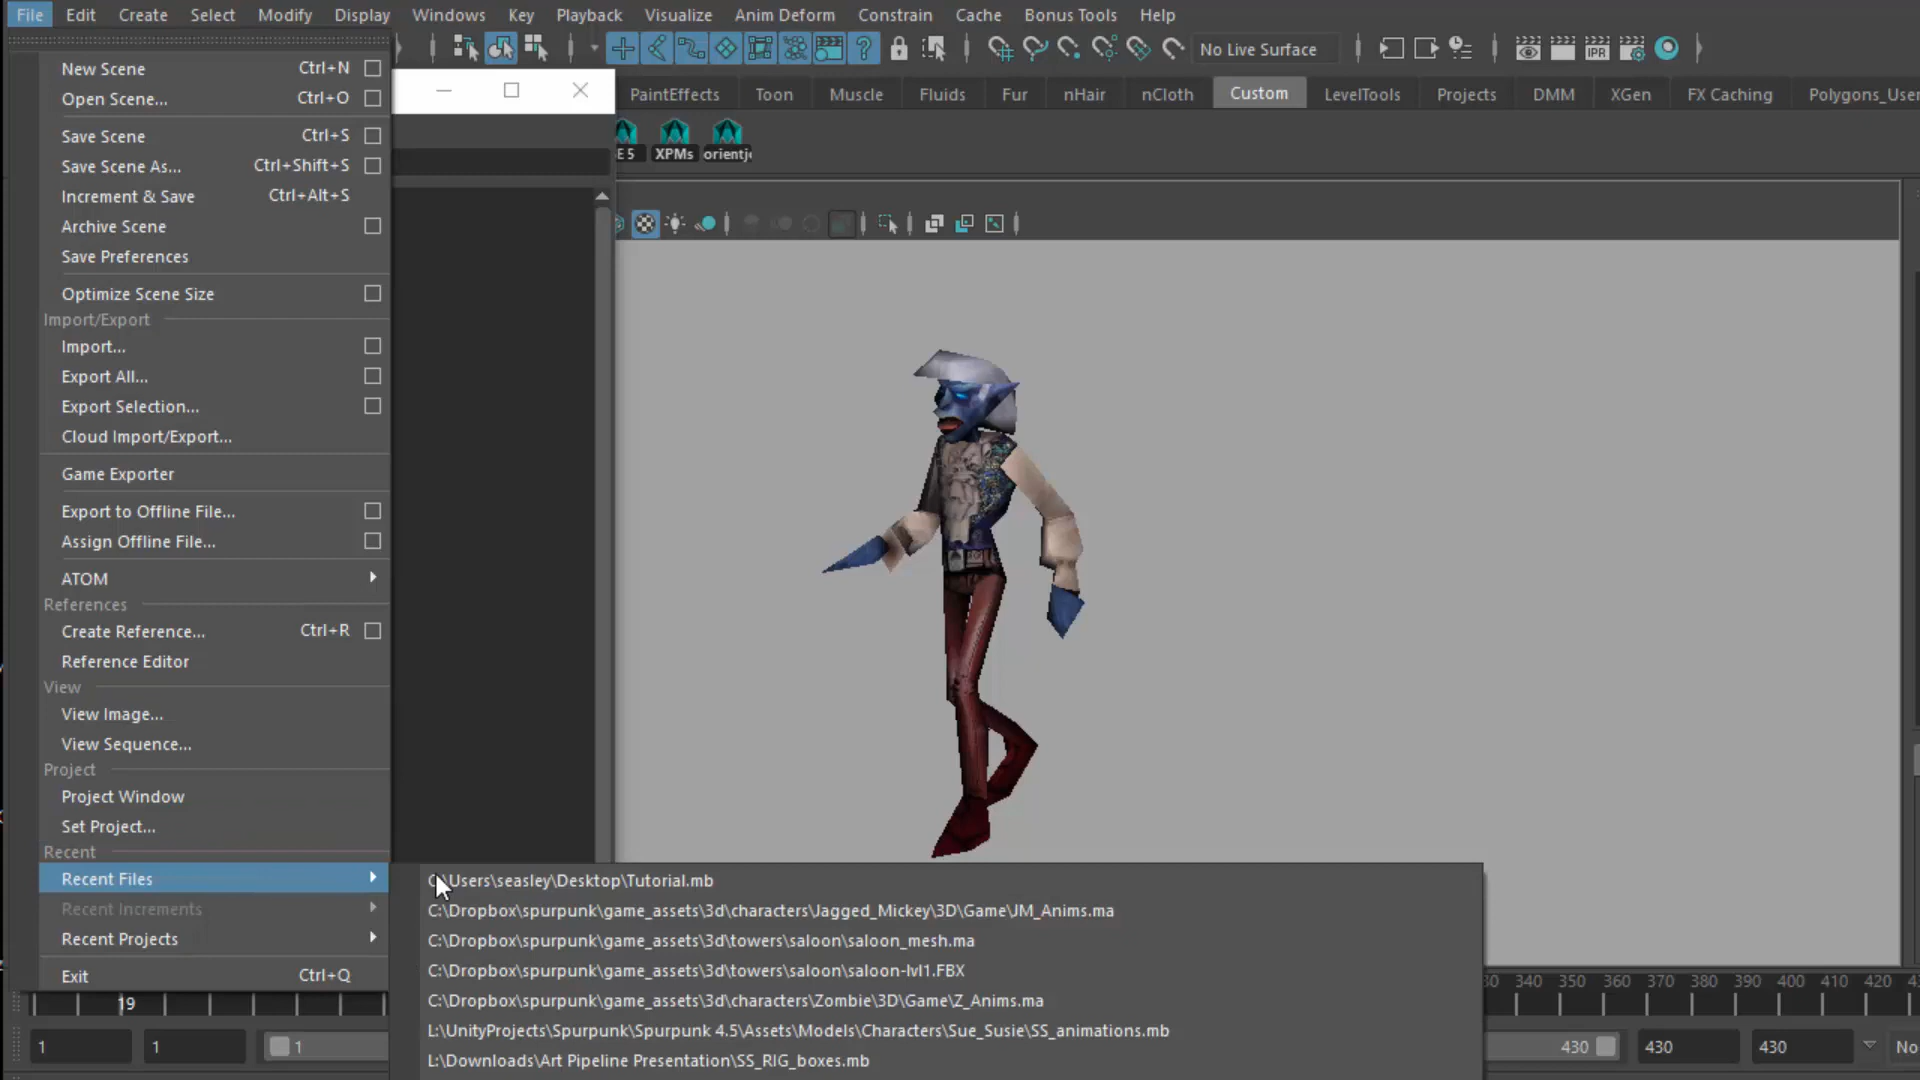 File Edit Create Select Modify Display Windows Key Playback Visualize Anim Deform Constrain Cache Bonus Tools Help
No Live Surface
IPR
PaintEffects Toon Muscle Fluids Fur nHair nCloth Custom LevelTools Projects DMM XGen FX Caching Polygons_User
E5 XPMs orientj
New Scene Ctrl+N
Open Scene... Ctrl+O
Save Scene Ctrl+S
Save Scene As... Ctrl+Shift+S
Increment & Save Ctrl+Alt+S
Archive Scene
Save Preferences
Optimize Scene Size
Import/Export
Import...
Export All...
Export Selection...
Cloud Import/Export...
Game Exporter
Export to Offline File...
Assign Offline File...
ATOM
References
Create Reference... Ctrl+R
Reference Editor
View
View Image...
View Sequence...
Project
Project Window
Set Project...
Recent
Recent Files
Recent Increments
Recent Projects
Exit Ctrl+Q
C:\Users\seasley\Desktop\Tutorial.mb
C:\Dropbox\spurpunk\game_assets\3d\characters\Jagged_Mickey\3D\Game\JM_Anims.ma
C:\Dropbox\spurpunk\game_assets\3d\towers\saloon\saloon_mesh.ma
C:\Dropbox\spurpunk\game_assets\3d\towers\saloon\saloon-lvl1.FBX
C:\Dropbox\spurpunk\game_assets\3d\characters\Zombie\3D\Game\Z_Anims.ma
L:\UnityProjects\Spurpunk\Spurpunk 4.5\Assets\Models\Characters\Sue_Susie\SS_animations.mb
L:\Downloads\Art Pipeline Presentation\SS_RIG_boxes.mb
19
30 340 350 360 370 380 390 400 410 420 43
1 1 1 430 430 430 No